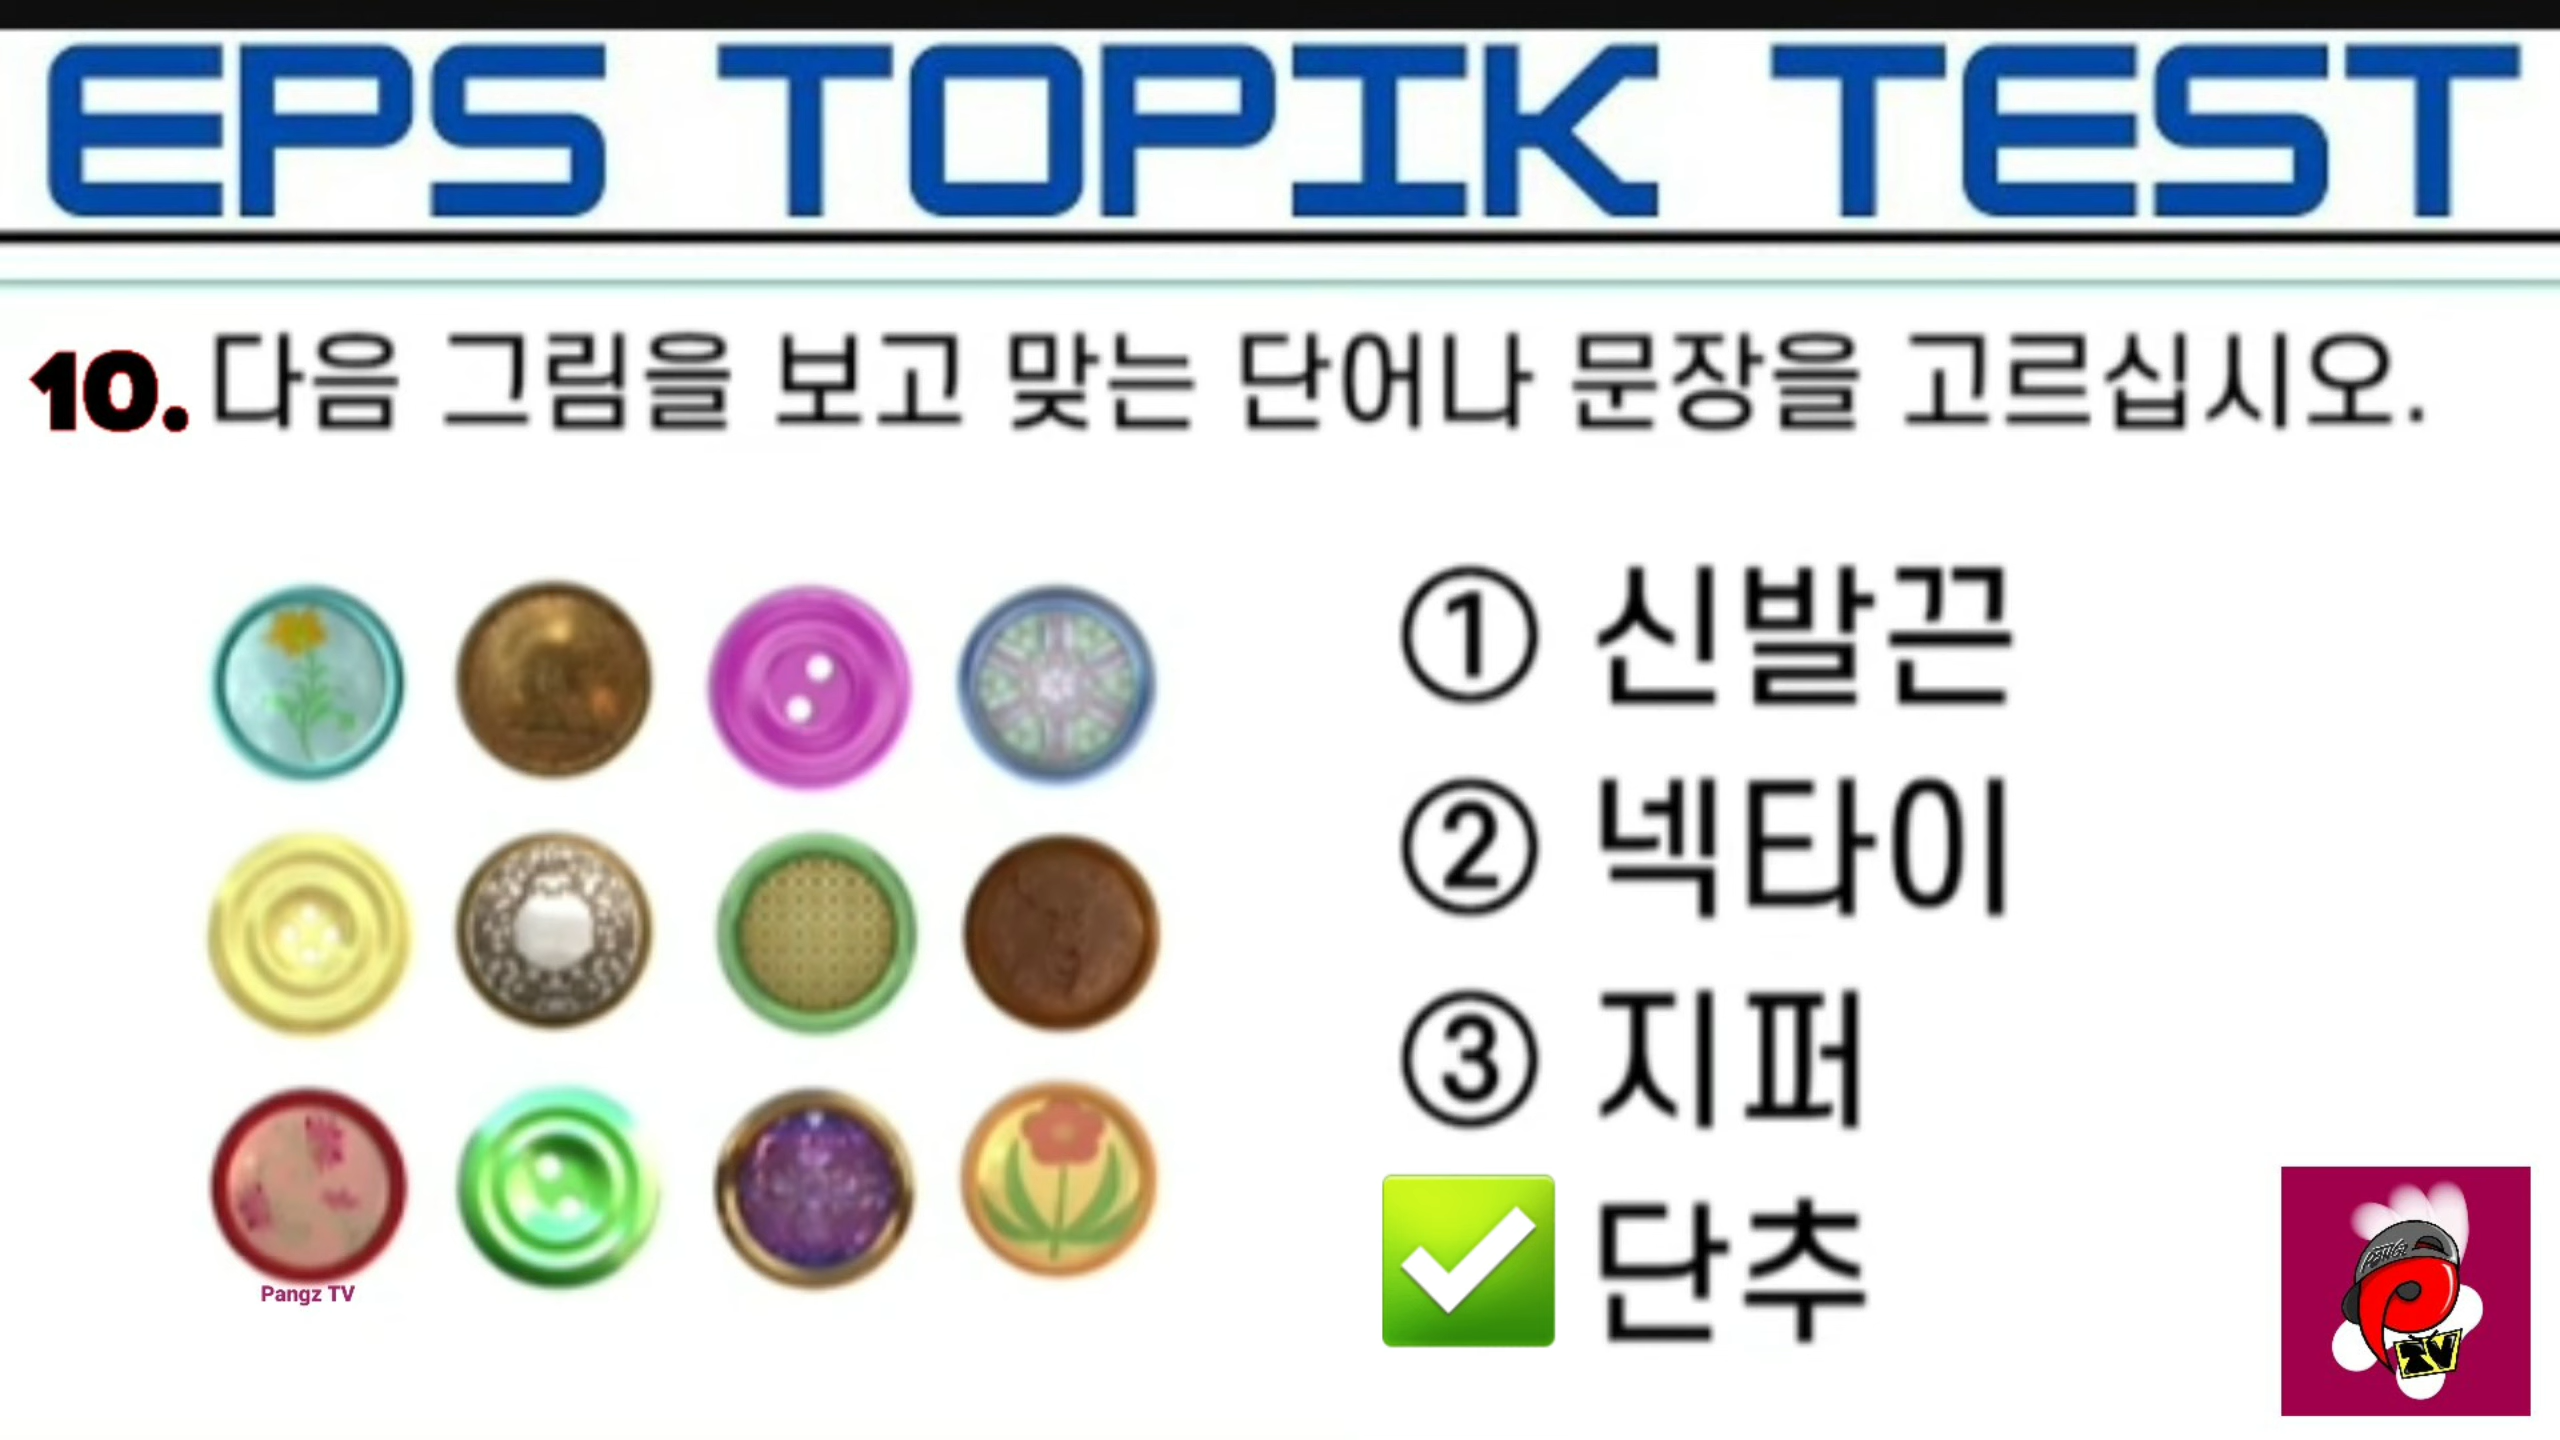 EPS TOPIK TEST
10. 다음 그림을 보고 맞는 단어나 문장을 고르십시오.
① 신발끈
② 넥타이
③ 지퍼
✅ 단추
Pangz TV
PANGZ
TV